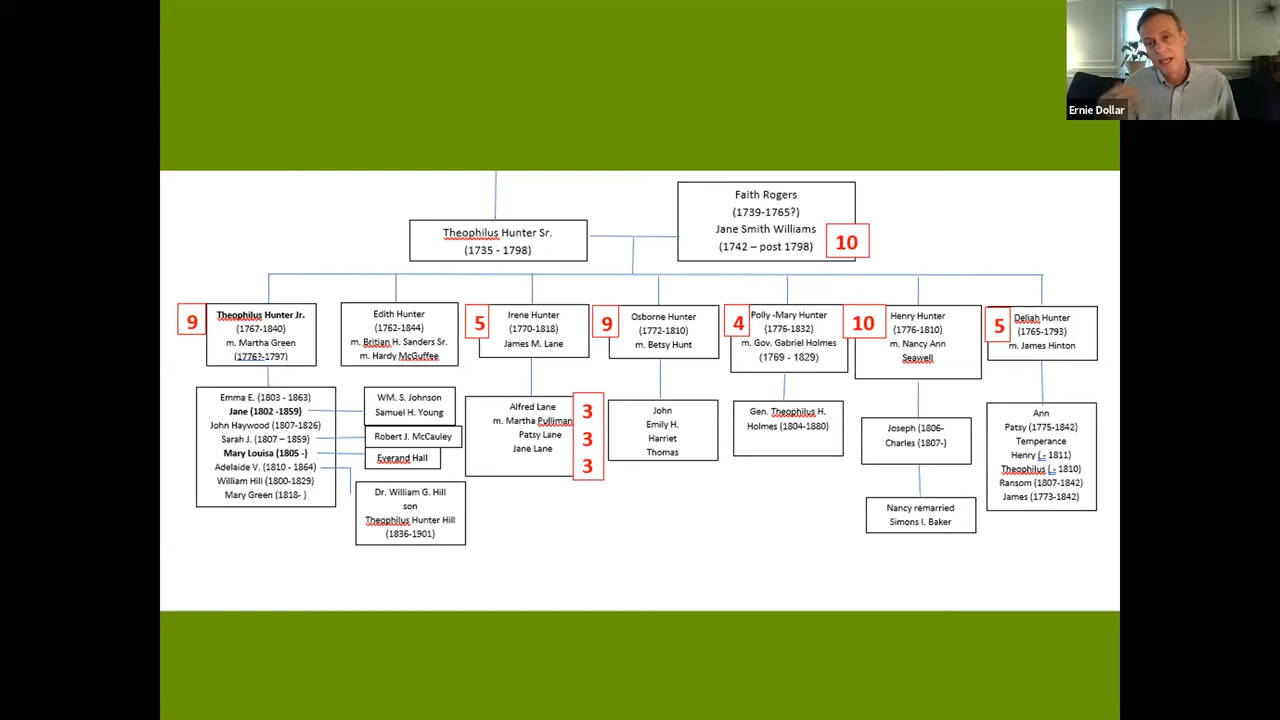 Ernie Dollar
Faith Rogers
(1739-1765?)
Jane Smith Williams
(1742 – post 1798)
10
Theophilus Hunter Sr.
(1735 - 1798)
9
Theophilus Hunter Jr.
(1767-1840)
m. Martha Green
(1776?-1797)
Edith Hunter
(1762-1844)
m. Britian H. Sanders Sr.
m. Hardy McGuffee
5
Irene Hunter
(1770-1818)
James M. Lane
9
Osborne Hunter
(1772-1810)
m. Betsy Hunt
4
Polly -Mary Hunter
(1776-1832)
m. Gov. Gabriel Holmes
(1769 - 1829)
10
Henry Hunter
(1776-1810)
m. Nancy Ann
Seawell
5
Deliah Hunter
(1765-1793)
m. James Hinton
Emma E. (1803 - 1863)
Jane (1802 -1859)
John Haywood (1807-1826)
Sarah J. (1807 – 1859)
Mary Louisa (1805 -)
Adelaide V. (1810 - 1864)
William Hill (1800-1829)
Mary Green (1818- )
WM. S. Johnson
Samuel H. Young
Robert J. McCauley
Everand Hall
Dr. William G. Hill
son
Theophilus Hunter Hill
(1836-1901)
Alfred Lane
m. Martha Pulliman
Patsy Lane
Jane Lane
3
3
3
John
Emily H.
Harriet
Thomas
Gen. Theophilus H.
Holmes (1804-1880)
Joseph (1806-
Charles (1807-)
Nancy remarried
Simons I. Baker
Ann
Patsy (1775-1842)
Temperance
Henry ( - 1811)
Theophilus ( - 1810)
Ransom (1807-1842)
James (1773-1842)